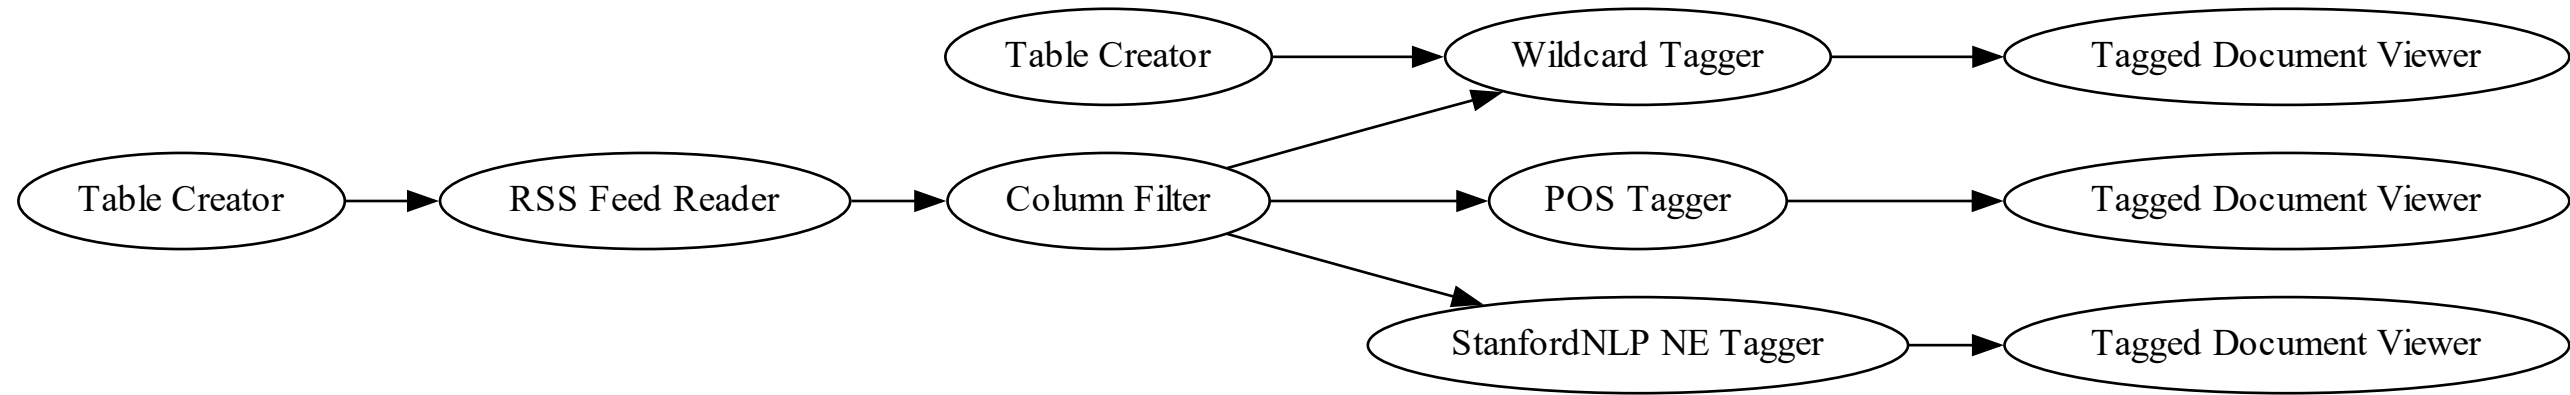 Table Creator
Wildcard Tagger
Tagged Document Viewer
Table Creator
RSS Feed Reader
Column Filter
POS Tagger
Tagged Document Viewer
StanfordNLP NE Tagger
Tagged Document Viewer